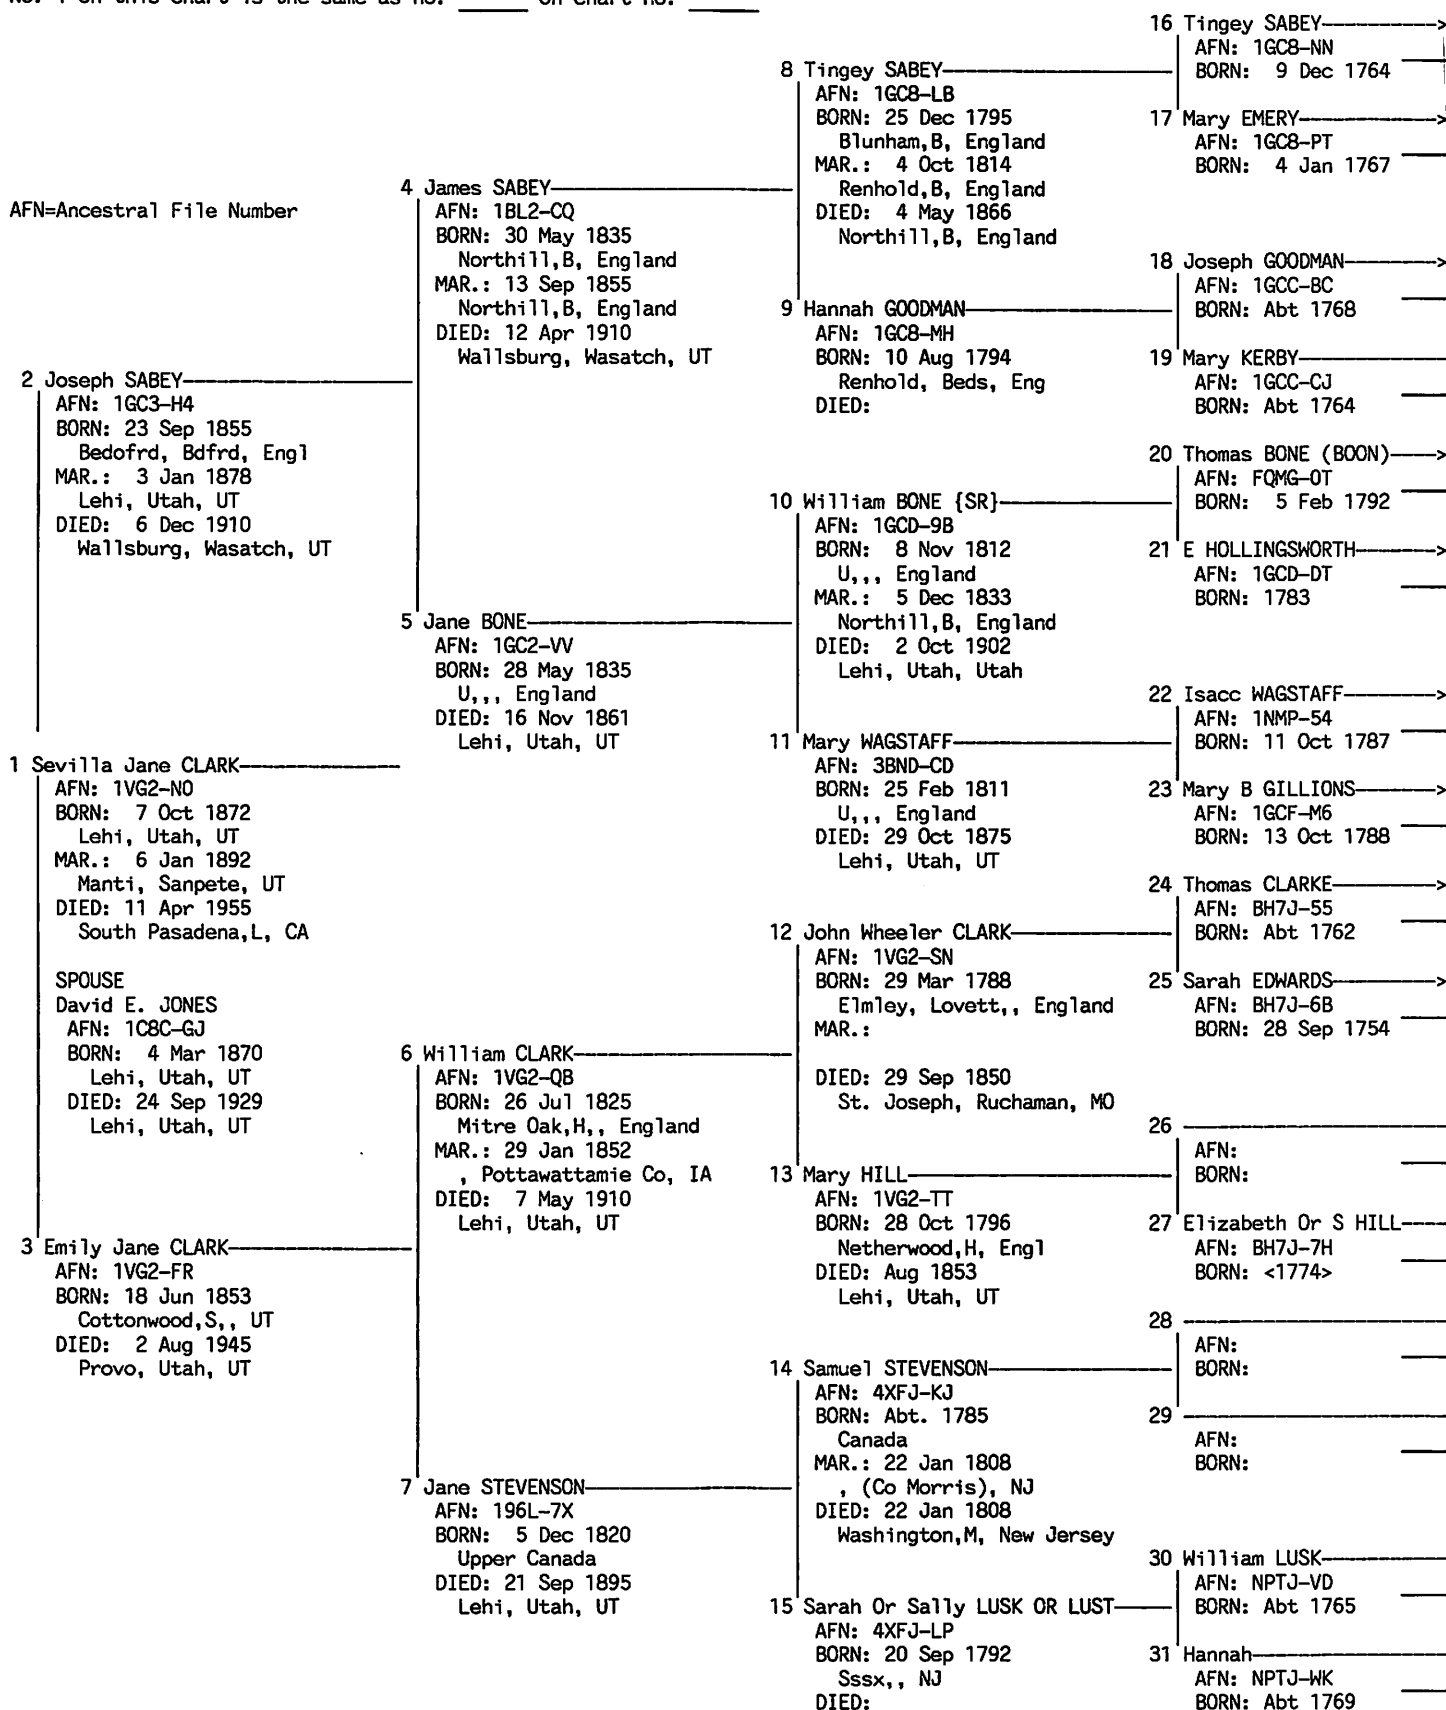 No. 1 on this chart is the same as no. ______ on chart no. ______
AFN=Ancestral File Number
1 Sevilla Jane CLARK
AFN: 1VG2-NO
BORN: 7 Oct 1872
Lehi, Utah, UT
MAR.: 6 Jan 1892
Manti, Sanpete, UT
DIED: 11 Apr 1955
South Pasadena,L, CA
SPOUSE
David E. JONES
AFN: 1C8C-GJ
BORN: 4 Mar 1870
Lehi, Utah, UT
DIED: 24 Sep 1929
Lehi, Utah, UT
2 Joseph SABEY
AFN: 1GC3-H4
BORN: 23 Sep 1855
Bedofrd, Bdfrd, Engl
MAR.: 3 Jan 1878
Lehi, Utah, UT
DIED: 6 Dec 1910
Wallsburg, Wasatch, UT
3 Emily Jane CLARK
AFN: 1VG2-FR
BORN: 18 Jun 1853
Cottonwood,S,, UT
DIED: 2 Aug 1945
Provo, Utah, UT
4 James SABEY
AFN: 1BL2-CQ
BORN: 30 May 1835
Northill,B, England
MAR.: 13 Sep 1855
Northill,B, England
DIED: 12 Apr 1910
Wallsburg, Wasatch, UT
5 Jane BONE
AFN: 1GC2-VV
BORN: 28 May 1835
U,,, England
DIED: 16 Nov 1861
Lehi, Utah, UT
6 William CLARK
AFN: 1VG2-QB
BORN: 26 Jul 1825
Mitre Oak,H,, England
MAR.: 29 Jan 1852
, Pottawattamie Co, IA
DIED: 7 May 1910
Lehi, Utah, UT
7 Jane STEVENSON
AFN: 196L-7X
BORN: 5 Dec 1820
Upper Canada
DIED: 21 Sep 1895
Lehi, Utah, UT
8 Tingey SABEY
AFN: 1GC8-LB
BORN: 25 Dec 1795
Blunham,B, England
MAR.: 4 Oct 1814
Renhold,B, England
DIED: 4 May 1866
Northill,B, England
9 Hannah GOODMAN
AFN: 1GC8-MH
BORN: 10 Aug 1794
Renhold, Beds, Eng
DIED:
10 William BONE {SR}
AFN: 1GCD-9B
BORN: 8 Nov 1812
U,,, England
MAR.: 5 Dec 1833
Northill,B, England
DIED: 2 Oct 1902
Lehi, Utah, Utah
11 Mary WAGSTAFF
AFN: 3BND-CD
BORN: 25 Feb 1811
U,,, England
DIED: 29 Oct 1875
Lehi, Utah, UT
12 John Wheeler CLARK
AFN: 1VG2-SN
BORN: 29 Mar 1788
Elmley, Lovett,, England
MAR.:
DIED: 29 Sep 1850
St. Joseph, Ruchaman, MO
13 Mary HILL
AFN: 1VG2-TT
BORN: 28 Oct 1796
Netherwood,H, Engl
DIED: Aug 1853
Lehi, Utah, UT
14 Samuel STEVENSON
AFN: 4XFJ-KJ
BORN: Abt. 1785
Canada
MAR.: 22 Jan 1808
, (Co Morris), NJ
DIED: 22 Jan 1808
Washington,M, New Jersey
15 Sarah Or Sally LUSK OR LUST
AFN: 4XFJ-LP
BORN: 20 Sep 1792
Sssx,, NJ
DIED:
16 Tingey SABEY
AFN: 1GC8-NN
BORN: 9 Dec 1764
17 Mary EMERY
AFN: 1GC8-PT
BORN: 4 Jan 1767
18 Joseph GOODMAN
AFN: 1GCC-BC
BORN: Abt 1768
19 Mary KERBY
AFN: 1GCC-CJ
BORN: Abt 1764
20 Thomas BONE (BOON)
AFN: FQMG-OT
BORN: 5 Feb 1792
21 E HOLLINGSWORTH
AFN: 1GCD-DT
BORN: 1783
22 Isacc WAGSTAFF
AFN: 1NMP-54
BORN: 11 Oct 1787
23 Mary B GILLIONS
AFN: 1GCF-M6
BORN: 13 Oct 1788
24 Thomas CLARKE
AFN: BH7J-55
BORN: Abt 1762
25 Sarah EDWARDS
AFN: BH7J-6B
BORN: 28 Sep 1754
26
AFN:
BORN:
27 Elizabeth Or S HILL
AFN: BH7J-7H
BORN: <1774>
28
AFN:
BORN:
29
AFN:
BORN:
30 William LUSK
AFN: NPTJ-VD
BORN: Abt 1765
31 Hannah
AFN: NPTJ-WK
BORN: Abt 1769